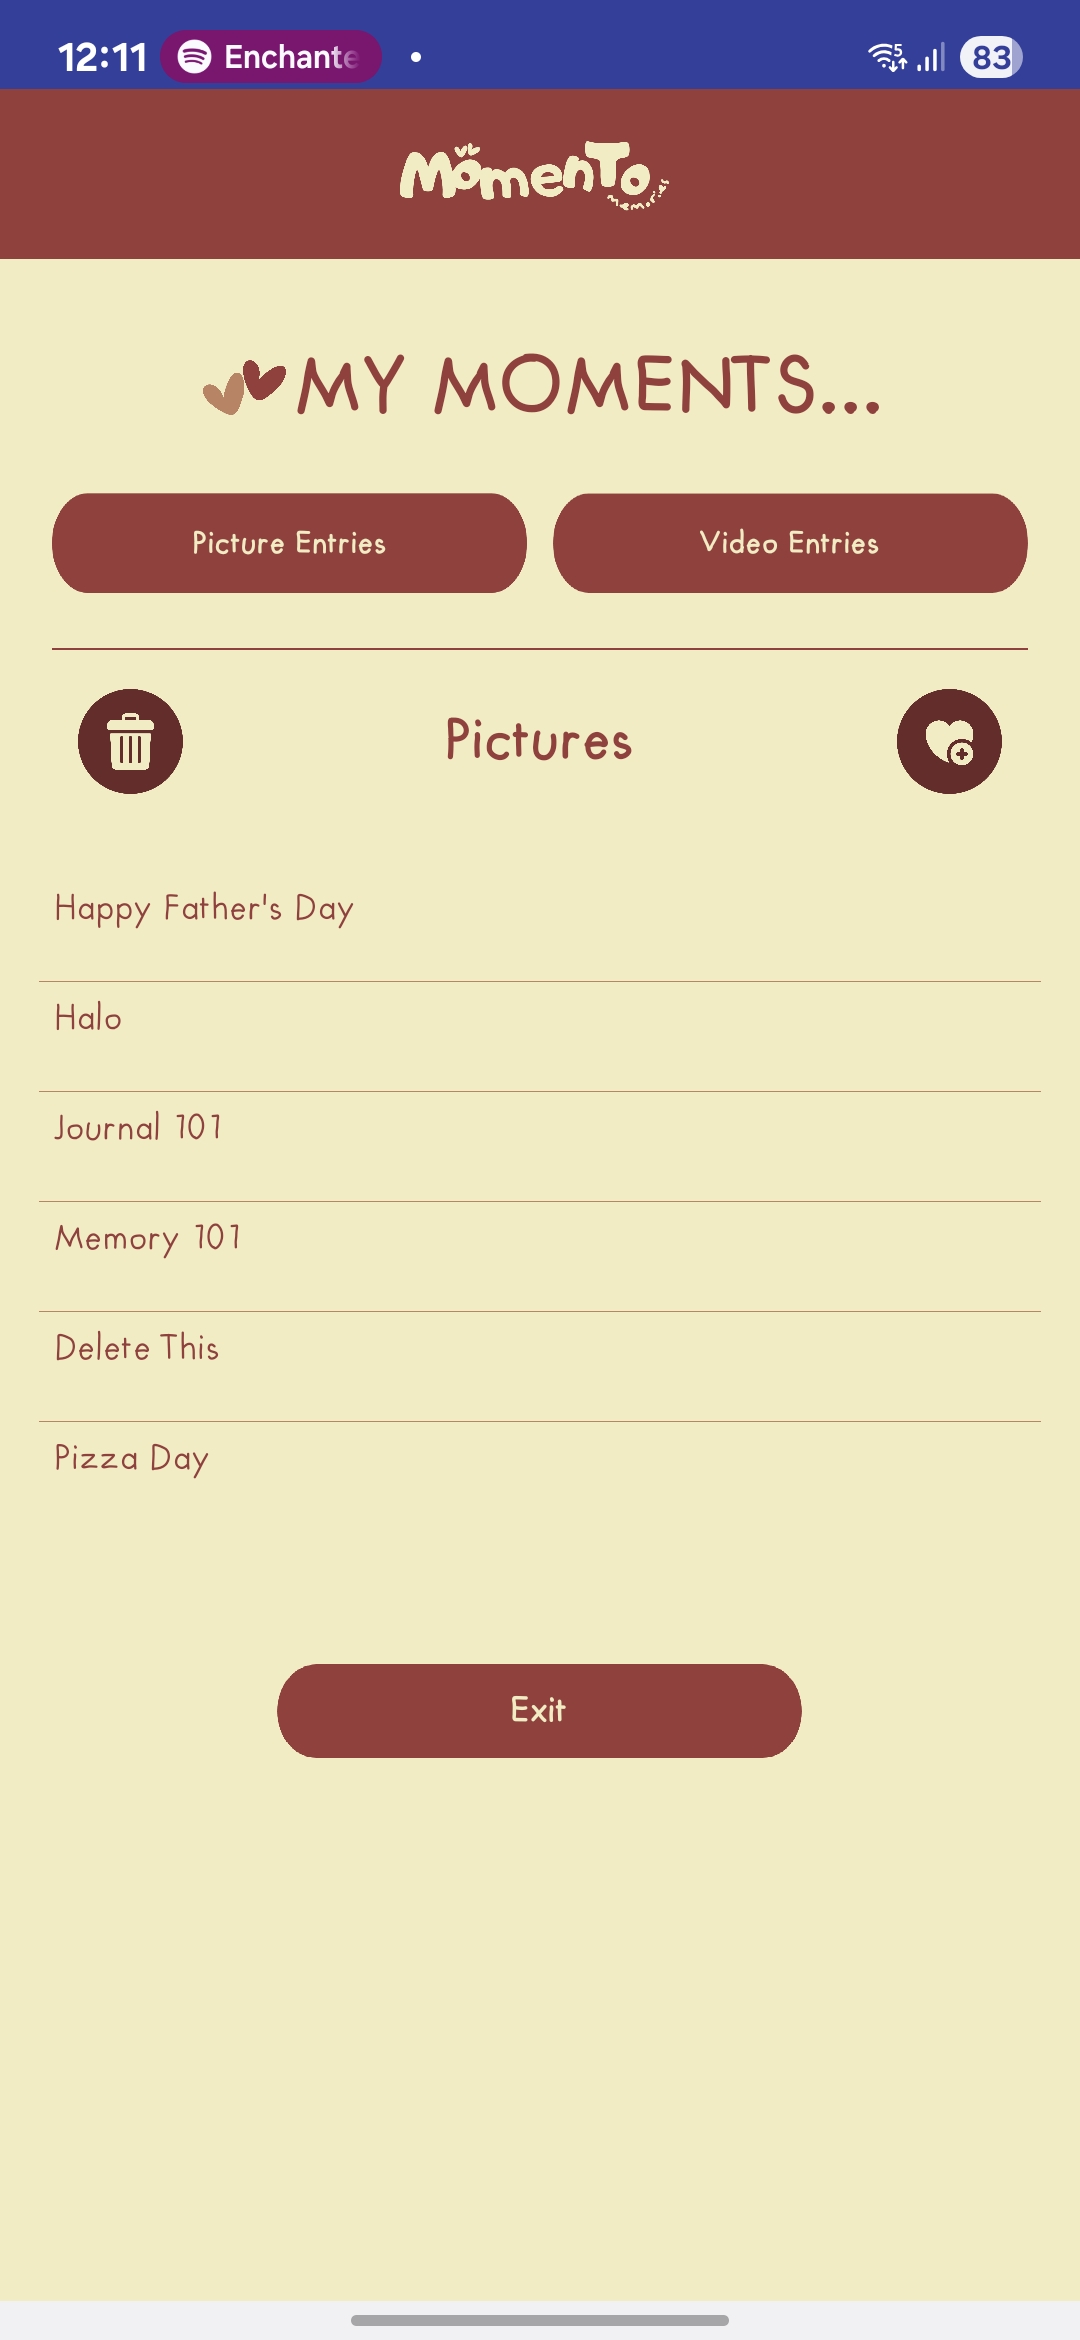 12:11 Enchante 5 83
MomenTo
memories
MY MOMENTS...
Picture Entries Video Entries
Pictures
Happy Father's Day
Halo
Journal 101
Memory 101
Delete This
Pizza Day
Exit